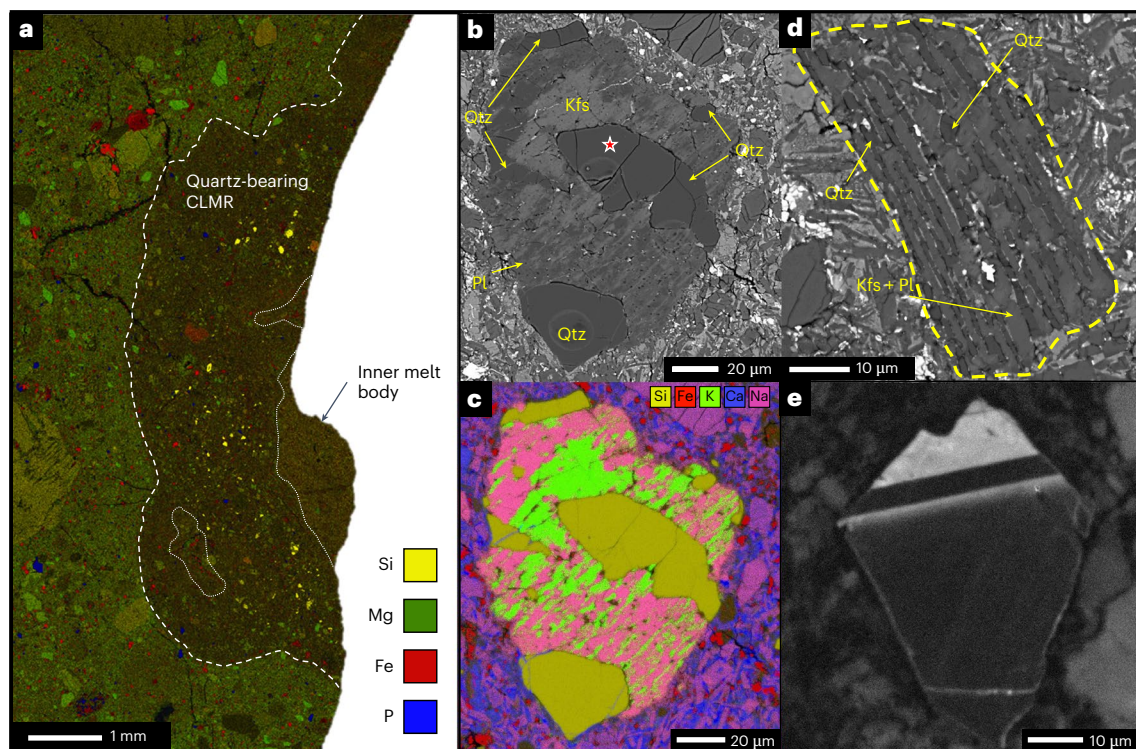 a
Quartz-bearing
CLMR
Inner melt
body
Si
Mg
Fe
P
1 mm
b
Qtz
Kfs
Qtz
Pl
Qtz
20 µm
d
Qtz
Qtz
Kfs + Pl
10 µm
c
Si Fe K Ca Na
20 µm
e
10 µm